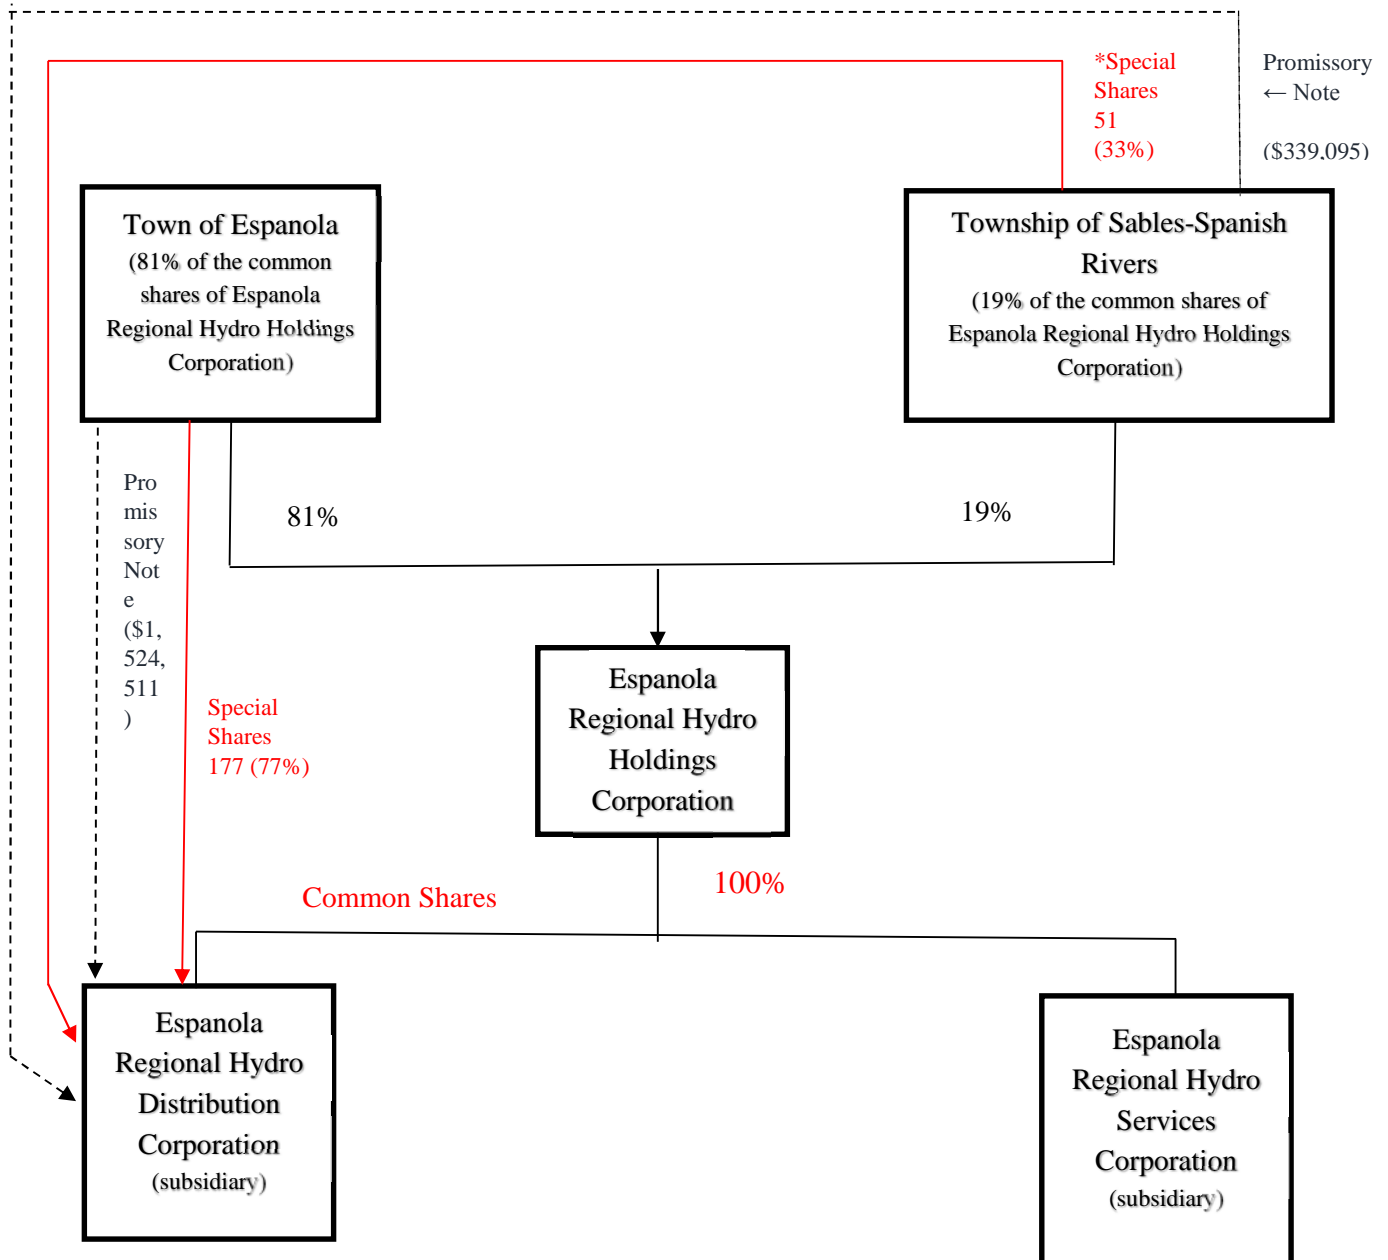 *Special
Shares
51
(33%)
Promissory
← Note
($339,095)
Town of Espanola
(81% of the common
shares of Espanola
Regional Hydro Holdings
Corporation)
Township of Sables-Spanish
Rivers
(19% of the common shares of
Espanola Regional Hydro Holdings
Corporation)
Pro
mis
sory
Not
e
($1,
524,
511
)
81%
19%
Special
Shares
177 (77%)
Espanola
Regional Hydro
Holdings
Corporation
Common Shares
100%
Espanola
Regional Hydro
Distribution
Corporation
(subsidiary)
Espanola
Regional Hydro
Services
Corporation
(subsidiary)